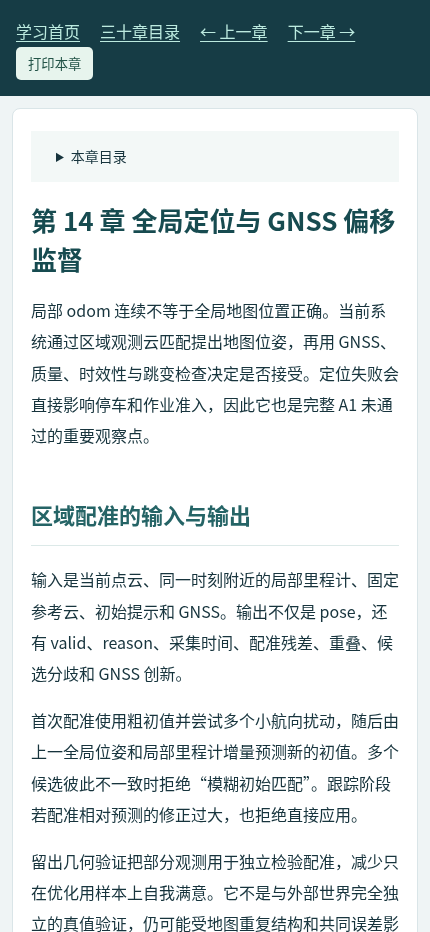 学习首页 三十章目录 ← 上一章 下一章 →
打印本章
▶ 本章目录
第 14 章 全局定位与 GNSS 偏移
监督
局部 odom 连续不等于全局地图位置正确。当前系
统通过区域观测云匹配提出地图位姿，再用 GNSS、
质量、时效性与跳变检查决定是否接受。定位失败会
直接影响停车和作业准入，因此它也是完整 A1 未通
过的重要观察点。
区域配准的输入与输出
输入是当前点云、同一时刻附近的局部里程计、固定
参考云、初始提示和 GNSS。输出不仅是 pose，还
有 valid、reason、采集时间、配准残差、重叠、候
选分歧和 GNSS 创新。
首次配准使用粗初值并尝试多个小航向扰动，随后由
上一全局位姿和局部里程计增量预测新的初值。多个
候选彼此不一致时拒绝“模糊初始匹配”。跟踪阶段
若配准相对预测的修正过大，也拒绝直接应用。
留出几何验证把部分观测用于独立检验配准，减少只
在优化用样本上自我满意。它不是与外部世界完全独
立的真值验证，仍可能受地图重复结构和共同误差影